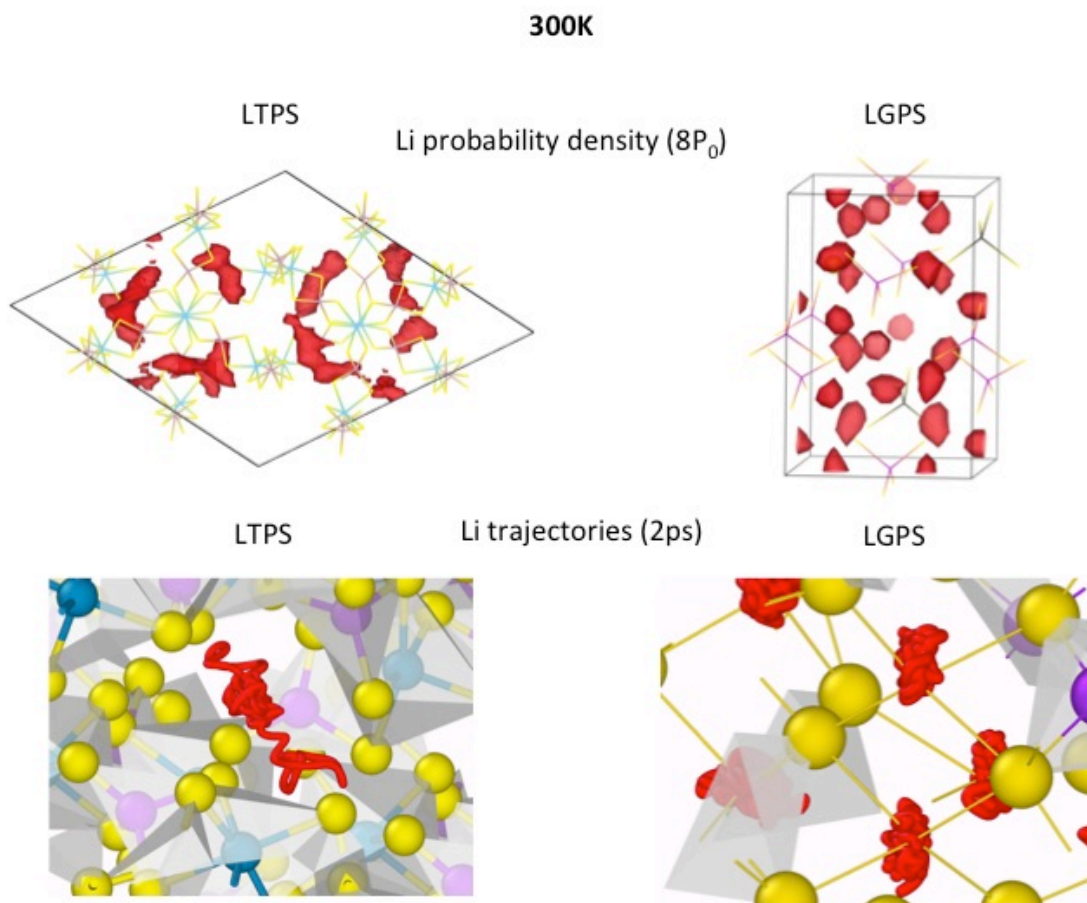 300K
LTPS
LGPS
Li probability density (8P₀)
LTPS
Li trajectories (2ps)
LGPS